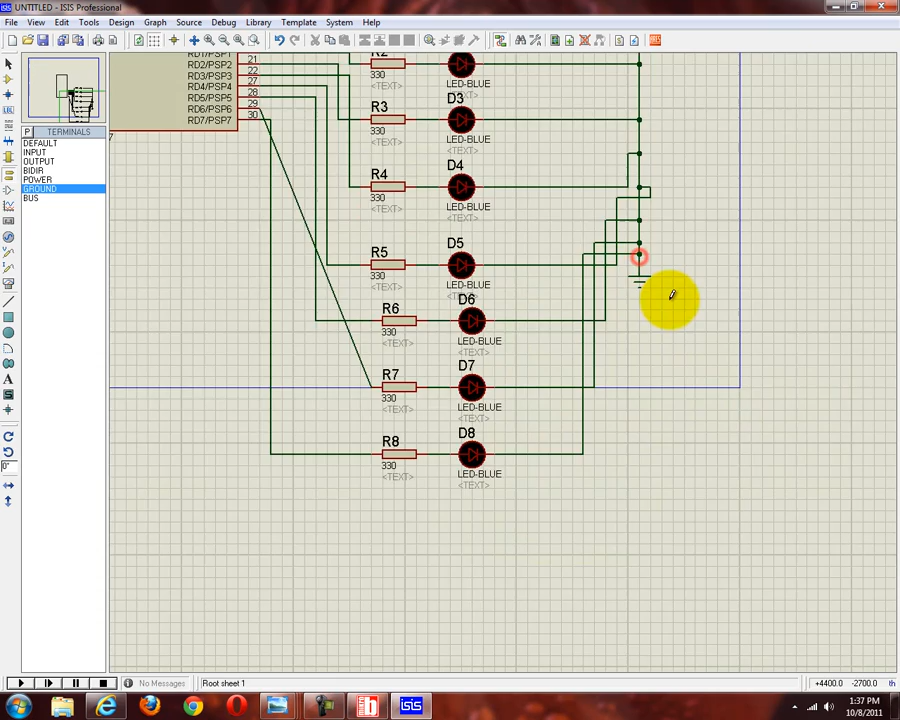 UNTITLED - ISIS Professional
File View Edit Tools Design Graph Source Debug Library Template System Help
P TERMINALS
DEFAULT
INPUT
OUTPUT
BIDIR
POWER
GROUND
BUS
RD2/PSP2 21
RD3/PSP3 22
RD4/PSP4 27
RD5/PSP5 28
RD6/PSP6 29
RD7/PSP7 30
7
330
<TEXT>
LED-BLUE
R3
330
<TEXT>
D3
LED-BLUE
<TEXT>
R4
330
<TEXT>
D4
LED-BLUE
<TEXT>
R5
330
<TEXT>
D5
LED-BLUE
R6
330
<TEXT>
D6
LED-BLUE
<TEXT>
R7
330
<TEXT>
D7
LED-BLUE
<TEXT>
R8
330
<TEXT>
D8
LED-BLUE
<TEXT>
0°
No Messages
Root sheet 1
+4400.0 -2700.0 th
isis
1:37 PM
10/8/2011